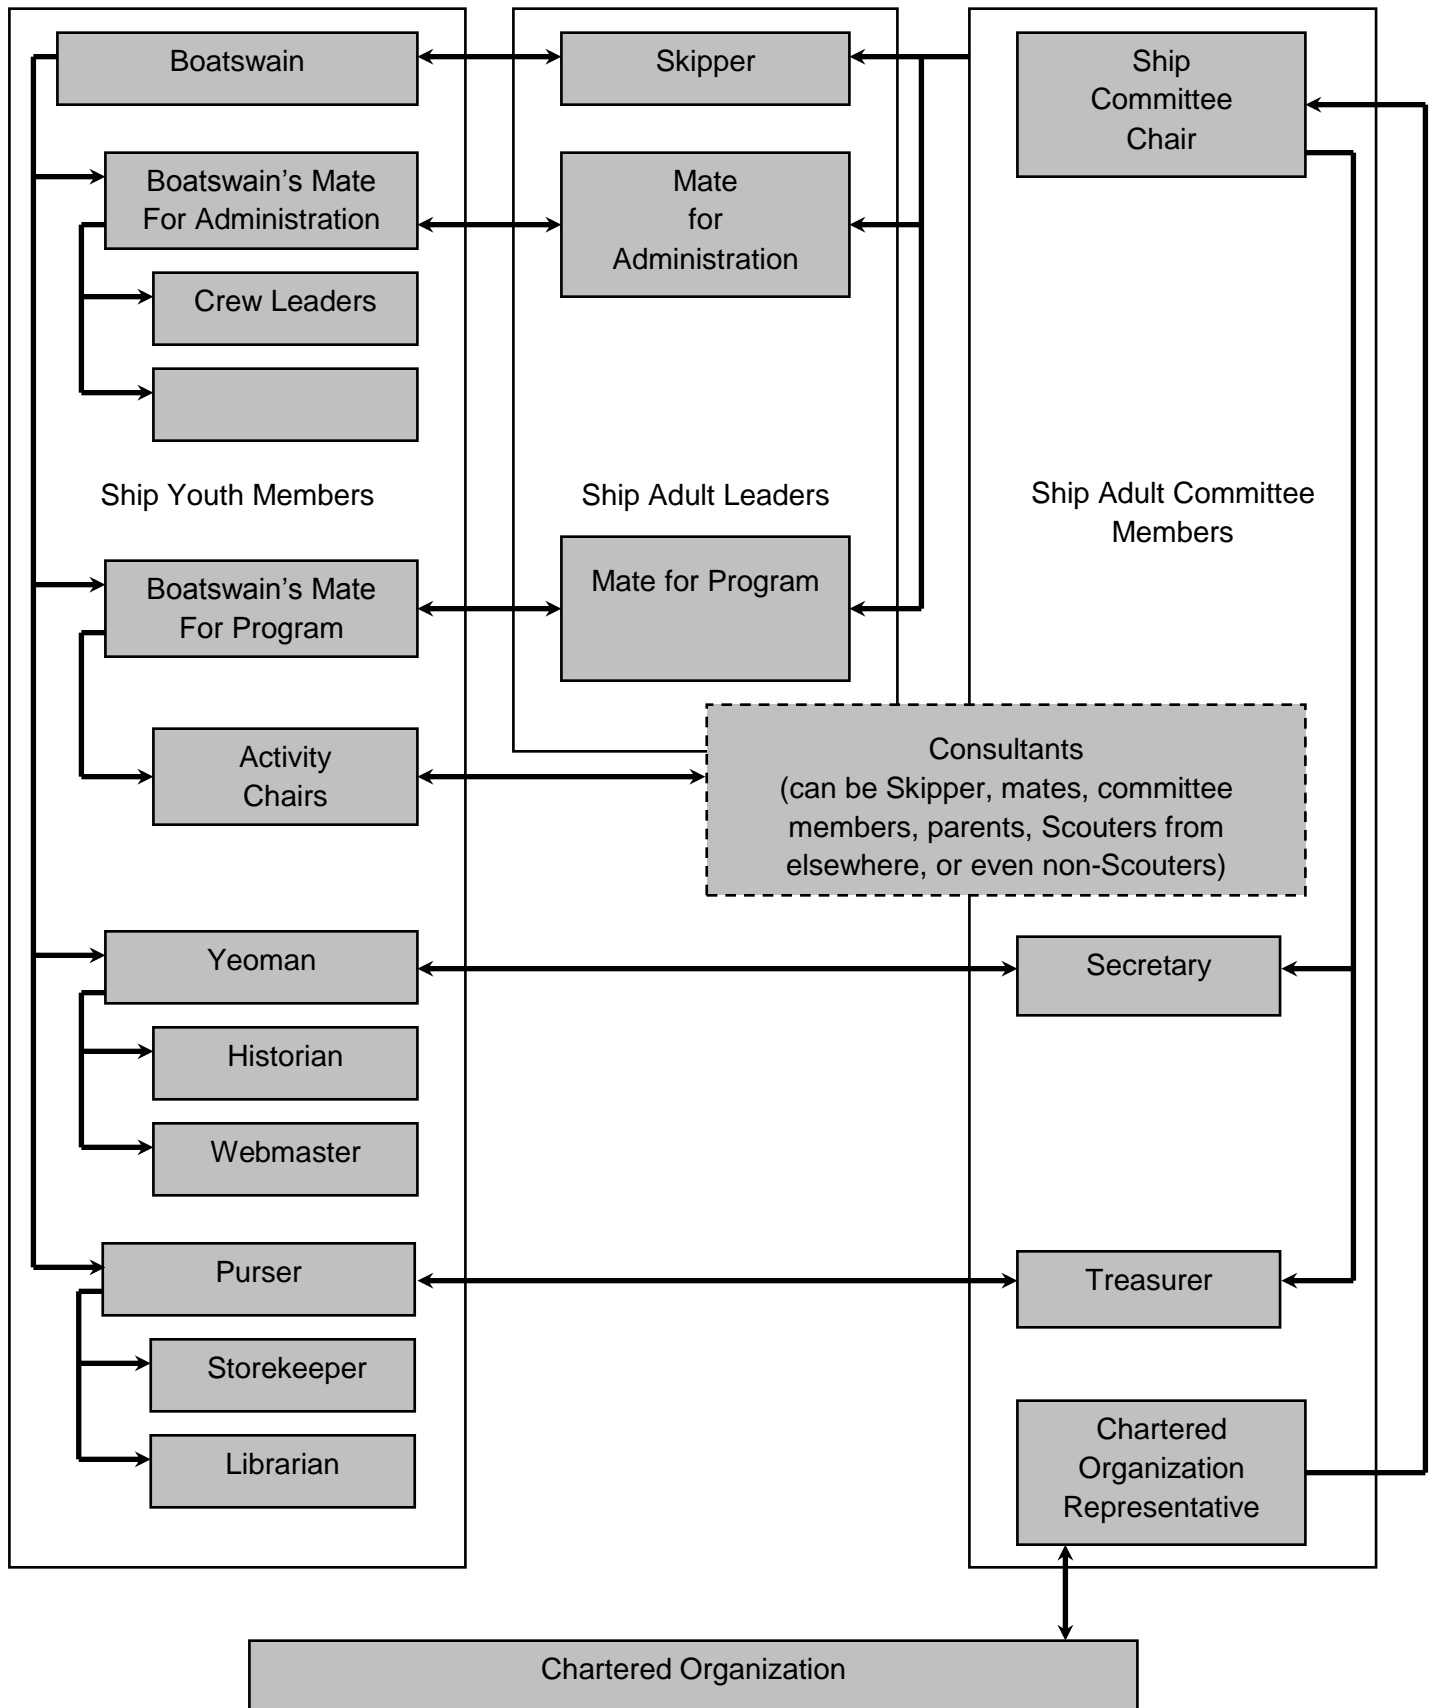 Boatswain
Boatswain’s Mate
For Administration
Crew Leaders
Ship Youth Members
Boatswain’s Mate
For Program
Activity
Chairs
Yeoman
Historian
Webmaster
Purser
Storekeeper
Librarian
Skipper
Mate
for
Administration
Ship Adult Leaders
Mate for Program
Consultants
(can be Skipper, mates, committee
members, parents, Scouters from
elsewhere, or even non-Scouters)
Ship
Committee
Chair
Ship Adult Committee
Members
Secretary
Treasurer
Chartered
Organization
Representative
Chartered Organization